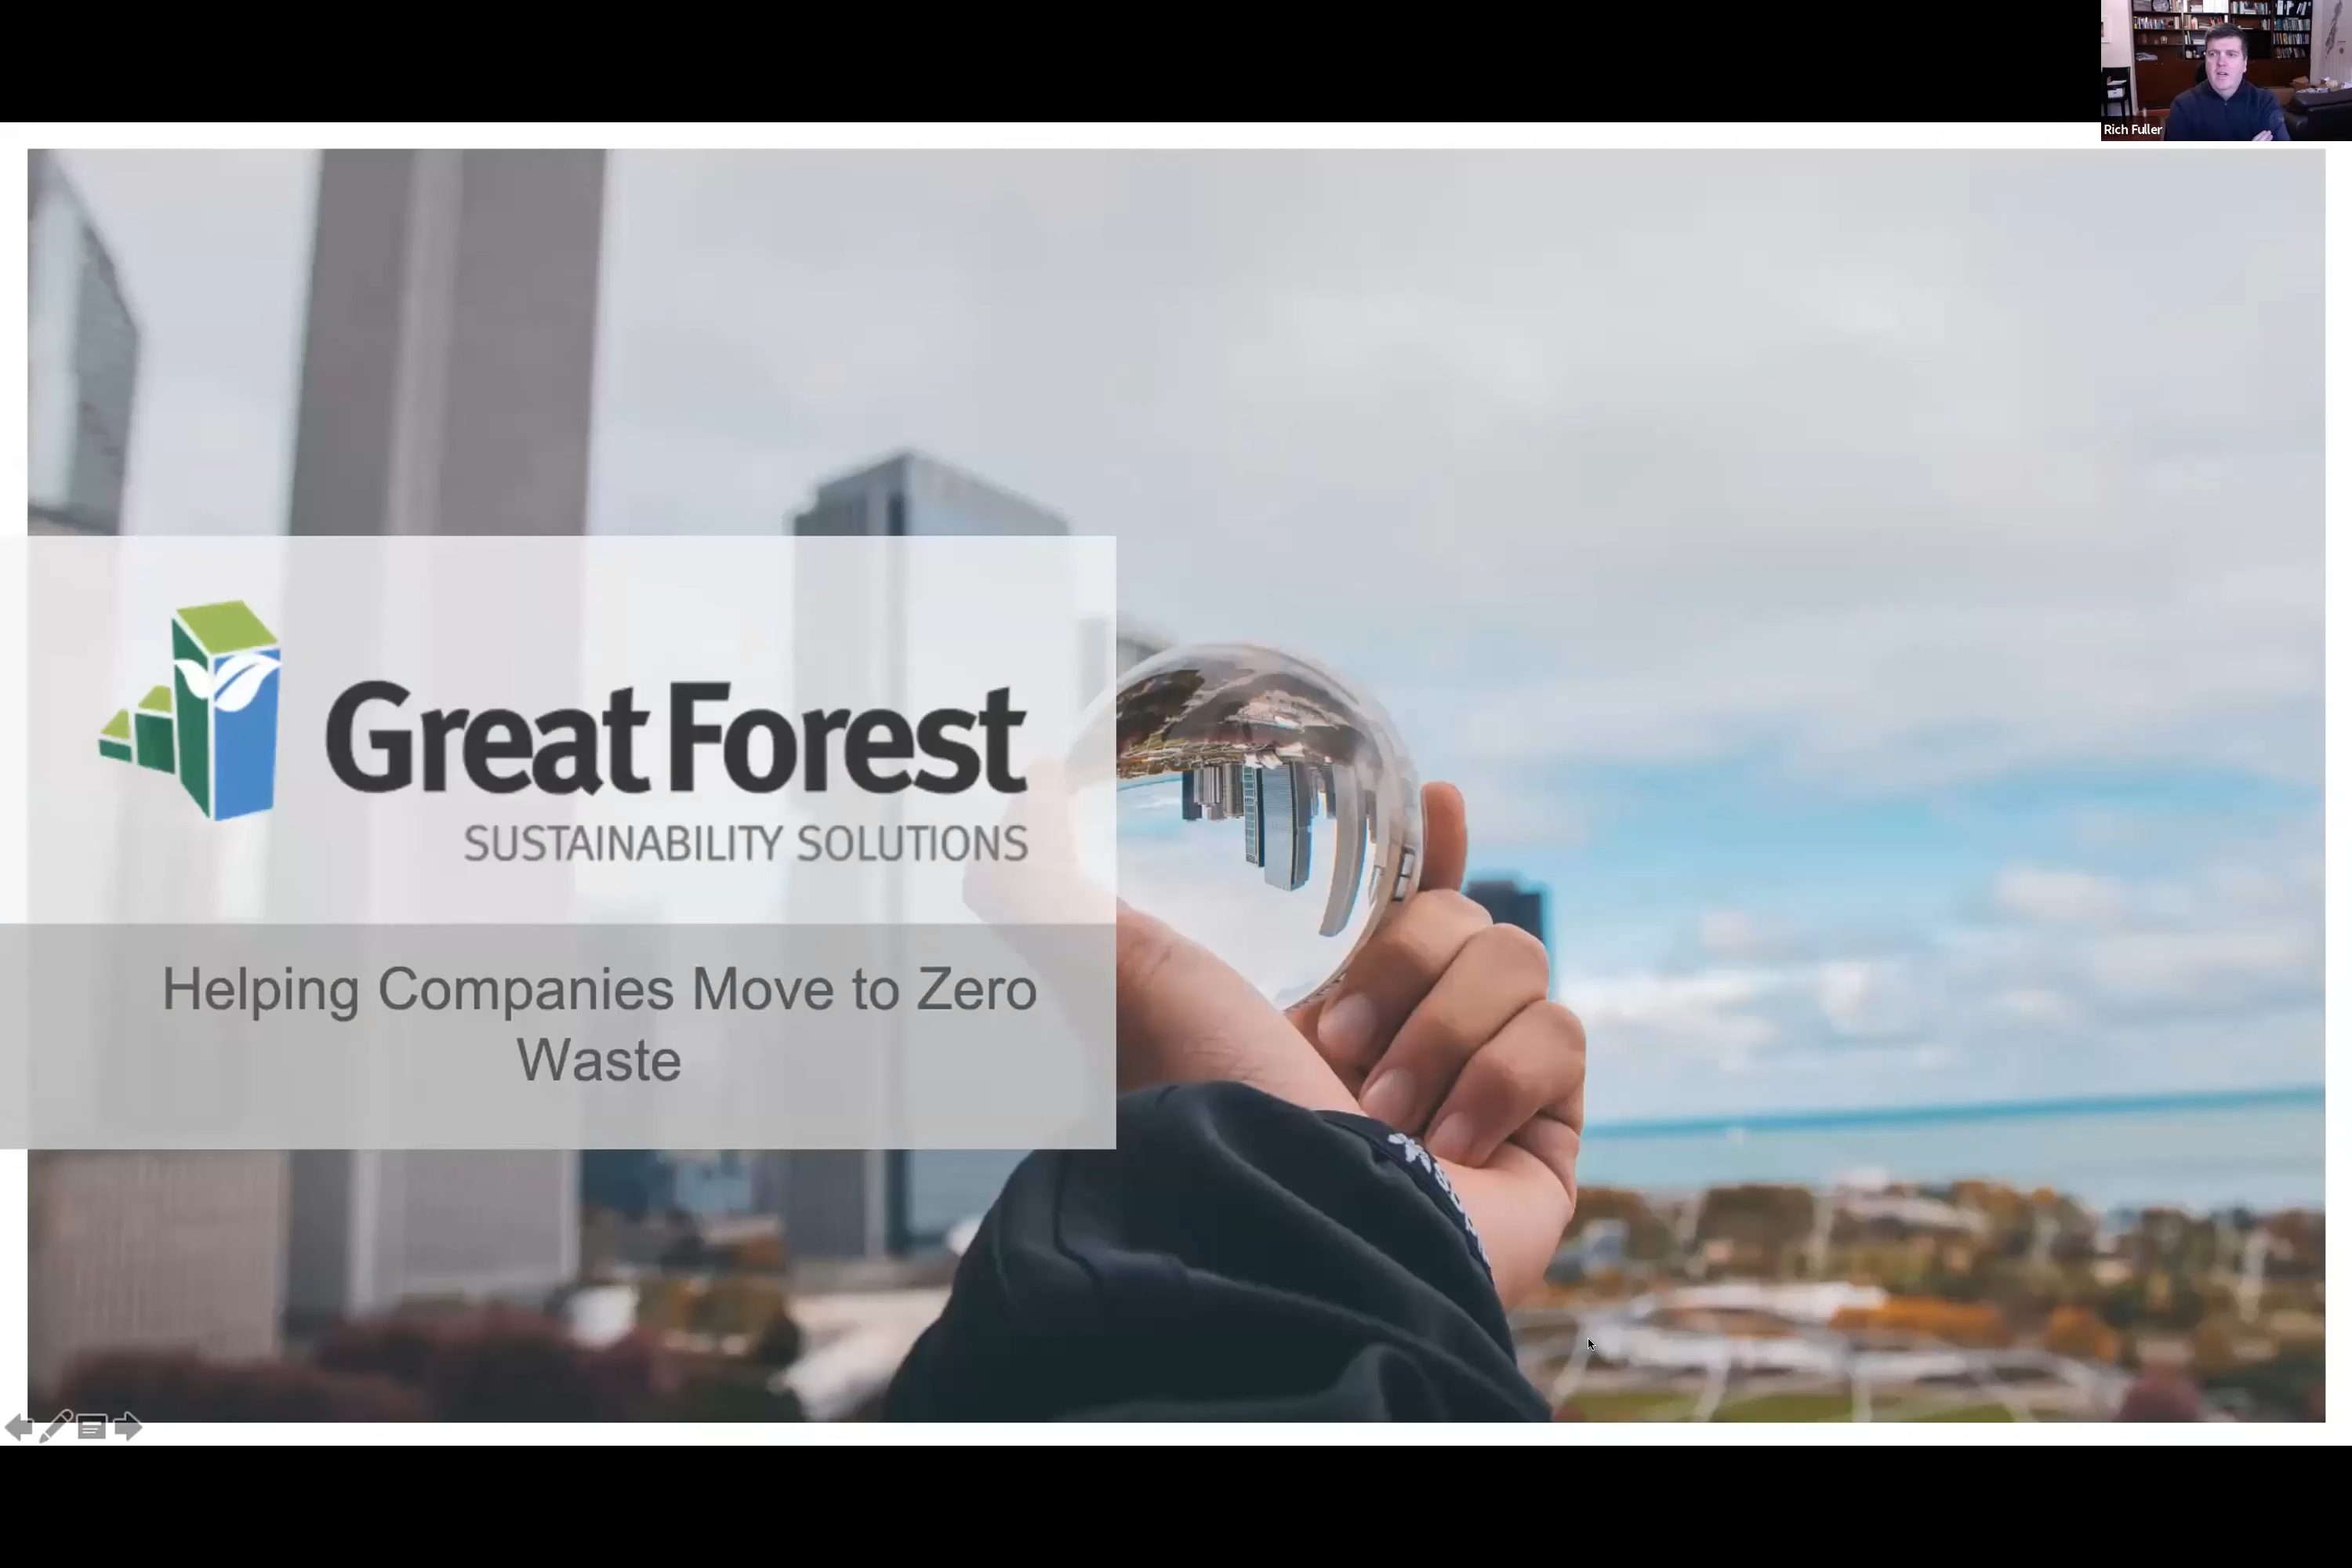 Rich Fuller
Great Forest
SUSTAINABILITY SOLUTIONS
Helping Companies Move to Zero
Waste